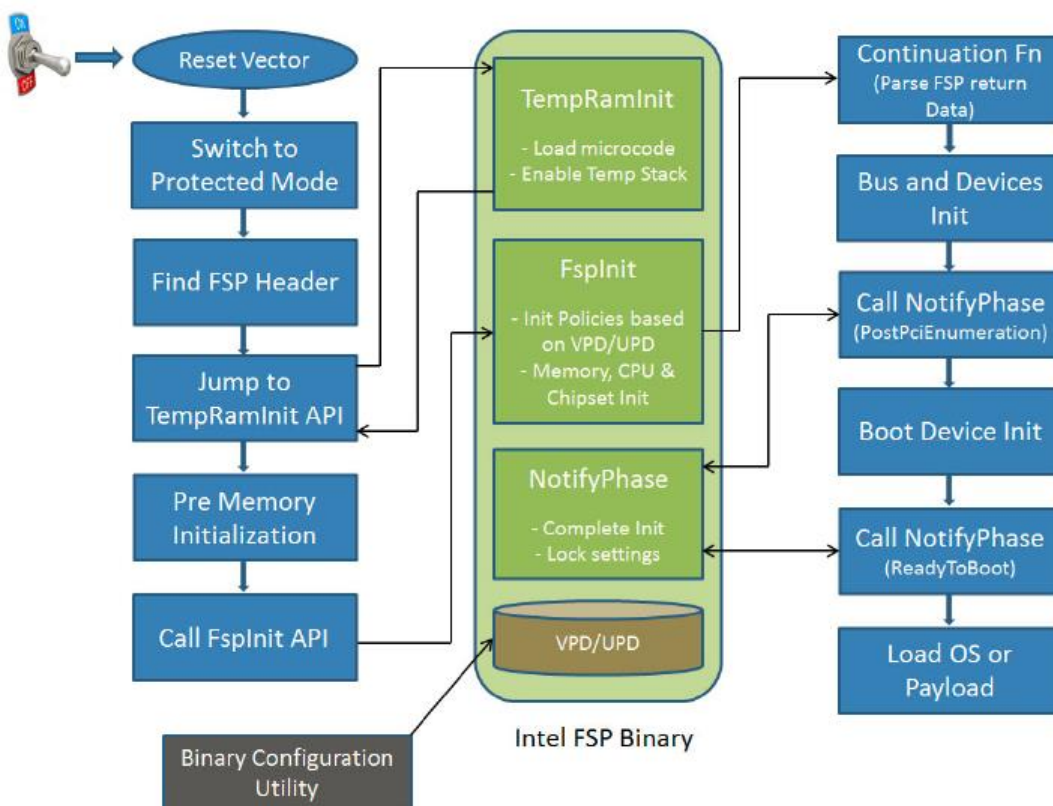 ON
OFF
Reset Vector
Switch to
Protected Mode
Find FSP Header
Jump to
TempRamInit API
Pre Memory
Initialization
Call FspInit API
Binary Configuration
Utility
TempRamInit
- Load microcode
- Enable Temp Stack
FspInit
- Init Policies based
on VPD/UPD
- Memory, CPU &
Chipset Init
NotifyPhase
- Complete Init
- Lock settings
VPD/UPD
Intel FSP Binary
Continuation Fn
(Parse FSP return
Data)
Bus and Devices
Init
Call NotifyPhase
(PostPciEnumeration)
Boot Device Init
Call NotifyPhase
(ReadyToBoot)
Load OS or
Payload